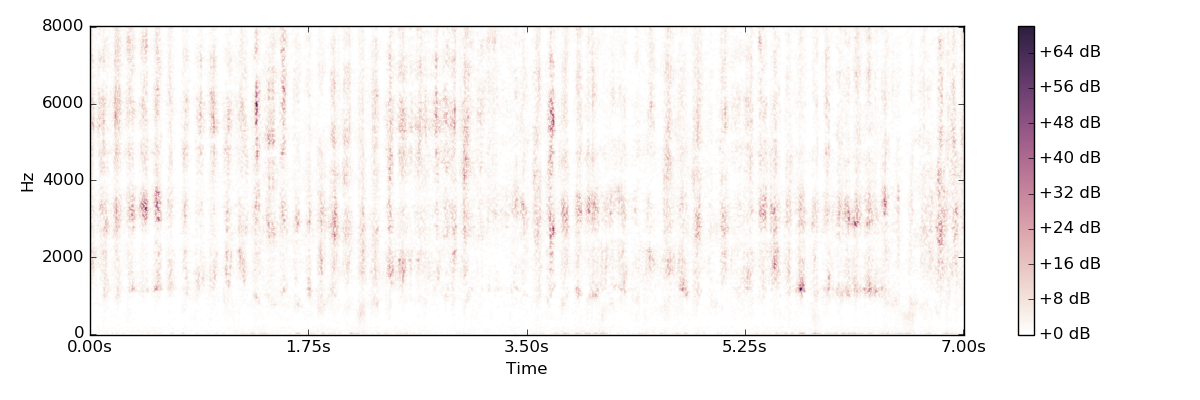 8000
6000
4000
2000
0
Hz
0.00s
1.75s
3.50s
5.25s
7.00s
Time
+64 dB
+56 dB
+48 dB
+40 dB
+32 dB
+24 dB
+16 dB
+8 dB
+0 dB